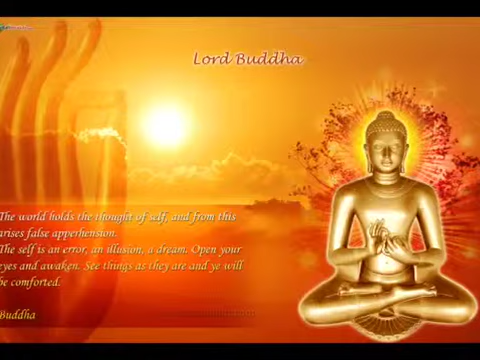 Lord Buddha
The world holds the thought of self, and from this
arises false apperhension.
The self is an error, an illusion, a dream. Open your
eyes and awaken. See things as they are and ye will
be comforted.
Buddha